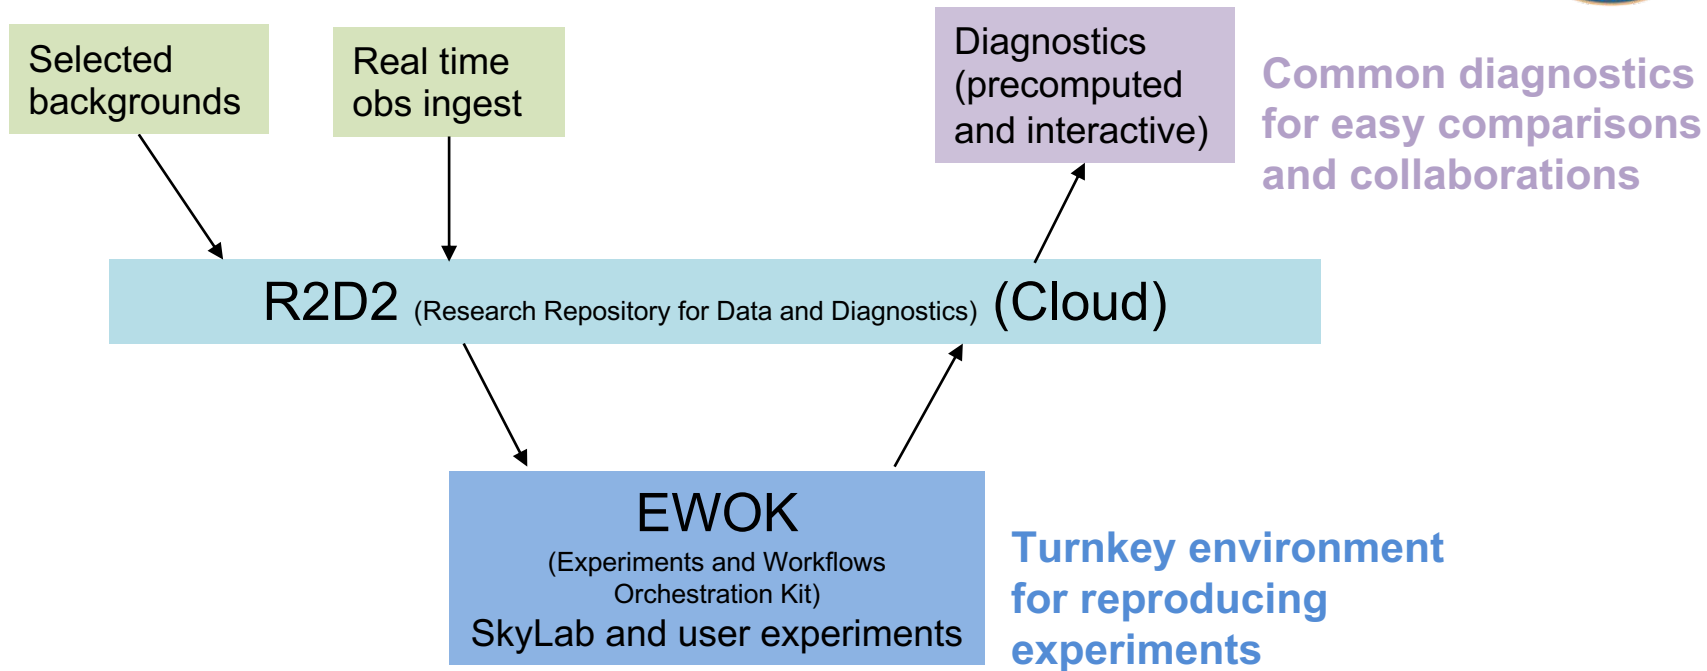 Selected
backgrounds
Real time
obs ingest
Diagnostics
(precomputed
and interactive)
Common diagnostics
for easy comparisons
and collaborations
R2D2 (Research Repository for Data and Diagnostics) (Cloud)
EWOK
(Experiments and Workflows
Orchestration Kit)
SkyLab and user experiments
Turnkey environment
for reproducing
experiments